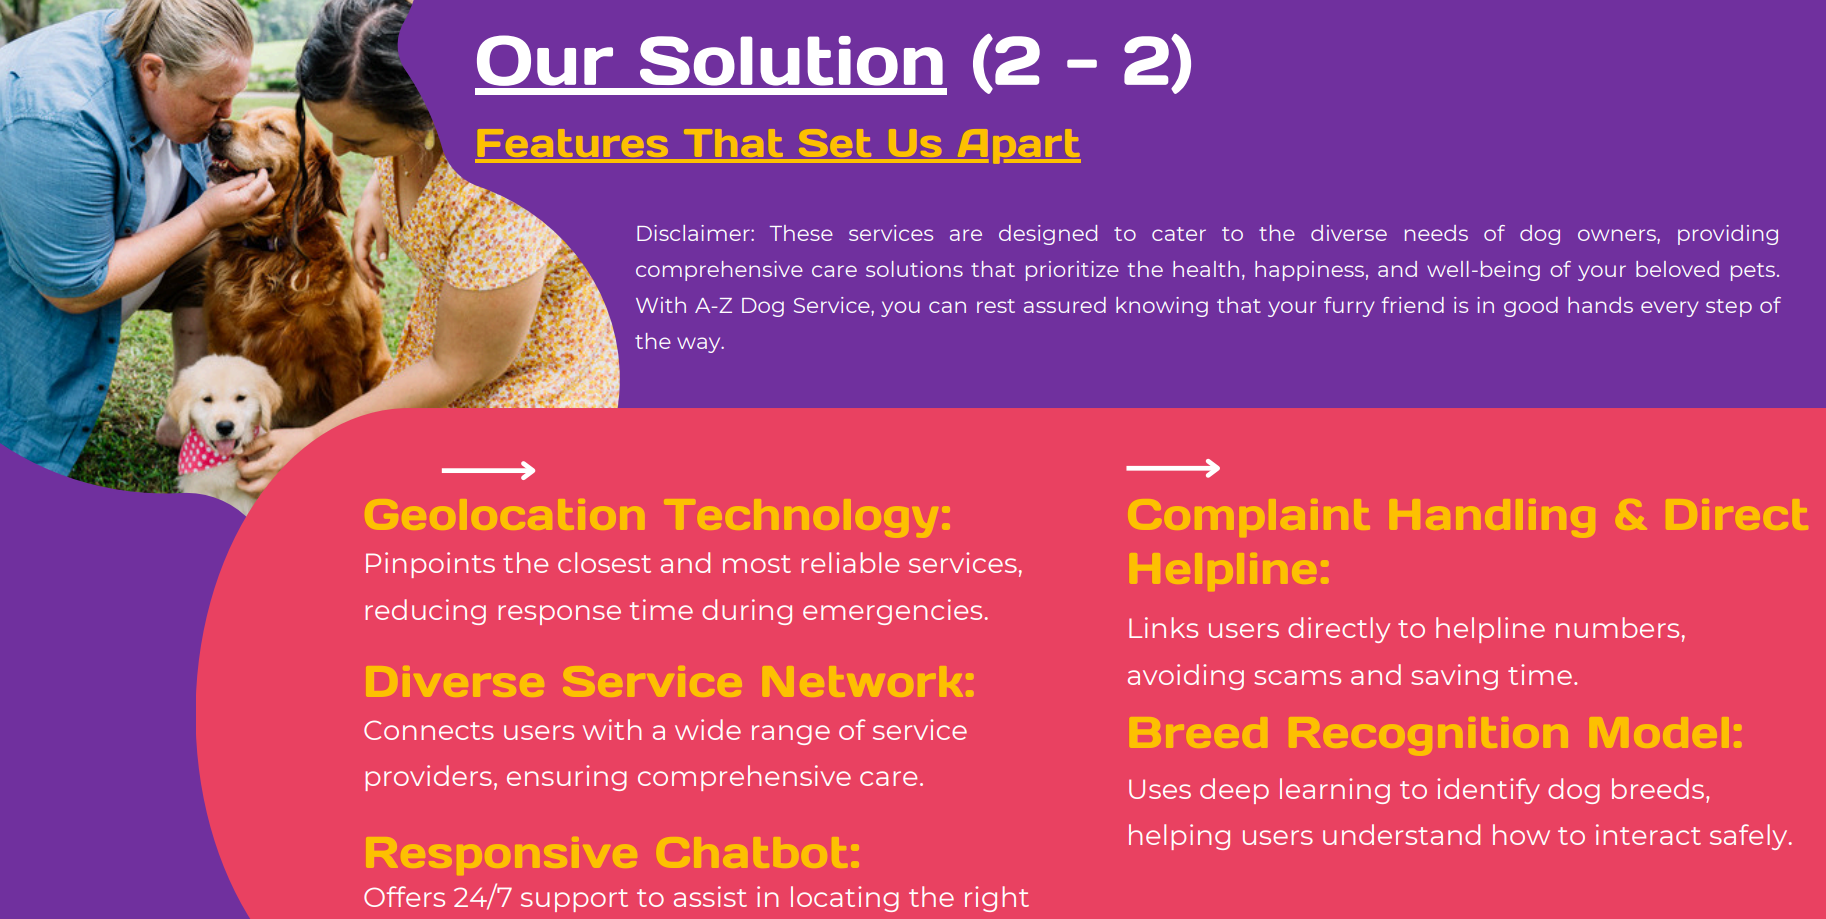 Our Solution (2 - 2)
Features That Set Us Apart
Disclaimer: These services are designed to cater to the diverse needs of dog owners, providing
comprehensive care solutions that prioritize the health, happiness, and well-being of your beloved pets.
With A-Z Dog Service, you can rest assured knowing that your furry friend is in good hands every step of
the way.
Geolocation Technology:
Pinpoints the closest and most reliable services,
reducing response time during emergencies.
Diverse Service Network:
Connects users with a wide range of service
providers, ensuring comprehensive care.
Responsive Chatbot:
Offers 24/7 support to assist in locating the right
Complaint Handling & Direct
Helpline:
Links users directly to helpline numbers,
avoiding scams and saving time.
Breed Recognition Model:
Uses deep learning to identify dog breeds,
helping users understand how to interact safely.